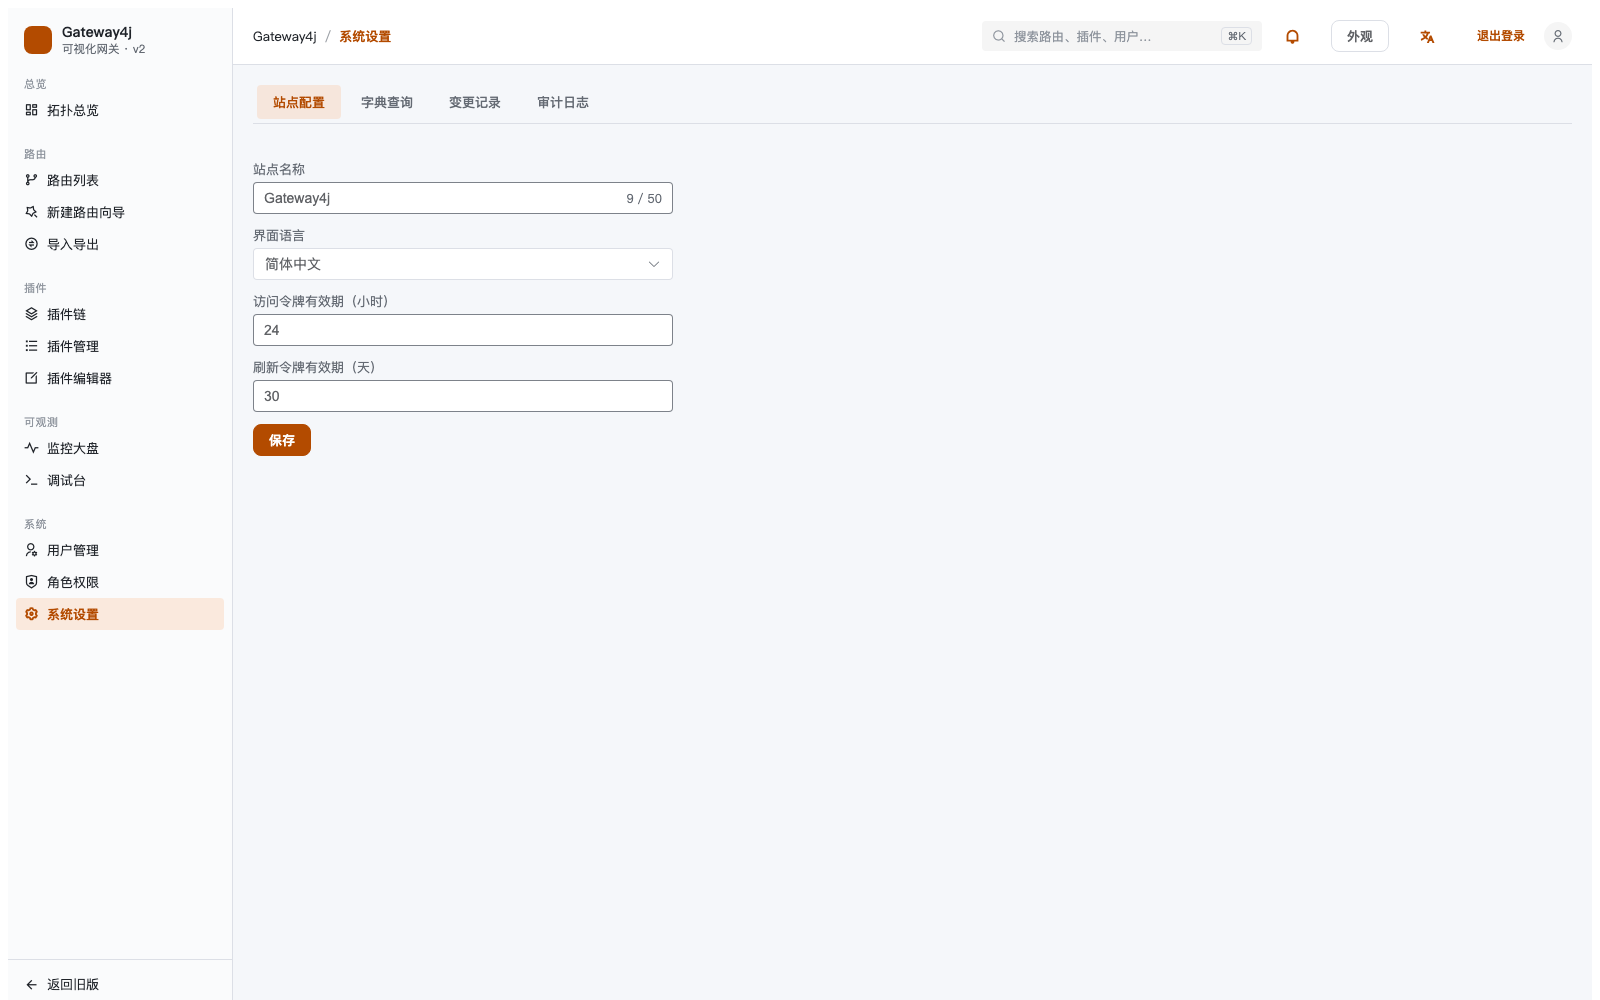 Gateway4j
可视化网关 · v2
总览
拓扑总览
路由
路由列表
新建路由向导
导入导出
插件
插件链
插件管理
插件编辑器
可观测
监控大盘
调试台
系统
用户管理
角色权限
系统设置
返回旧版
Gateway4j / 系统设置
搜索路由、插件、用户... ⌘K
外观
退出登录
站点配置 字典查询 变更记录 审计日志
站点名称
Gateway4j 9 / 50
界面语言
简体中文
访问令牌有效期（小时）
24
刷新令牌有效期（天）
30
保存